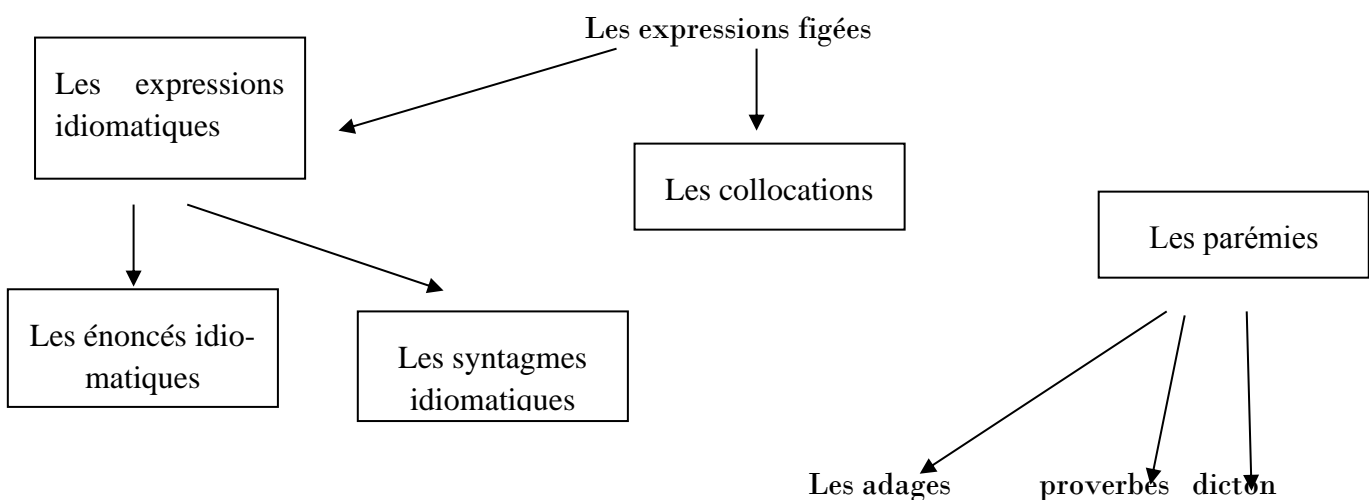 Les expressions figées
Les expressions
idiomatiques
Les collocations
Les parémies
Les énoncés idio-
matiques
Les syntagmes
idiomatiques
Les adages proverbes dicton